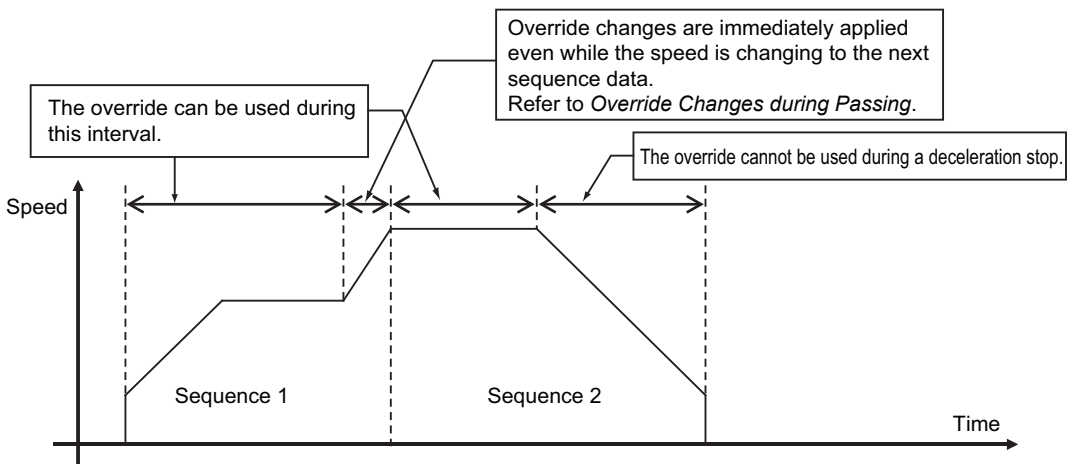 Override changes are immediately applied
even while the speed is changing to the next
sequence data.
Refer to Override Changes during Passing.
The override can be used during
this interval.
The override cannot be used during a deceleration stop.
Speed
Sequence 1
Sequence 2
Time